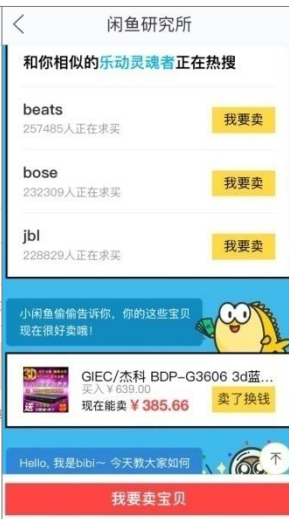 闲鱼研究所
和你相似的乐动灵魂者正在热搜
beats
257485人正在求买
我要卖
bose
232309人正在求买
我要卖
jbl
228829人正在求买
我要卖
小闲鱼偷偷告诉你，你的这些宝贝
现在很好卖哦！
GIEC/杰科 BDP-G3606 3d蓝...
买入￥639.00
现在能卖￥385.66
卖了换钱
3D
送
Hello, 我是bibi～ 今天教大家如何
我要卖宝贝